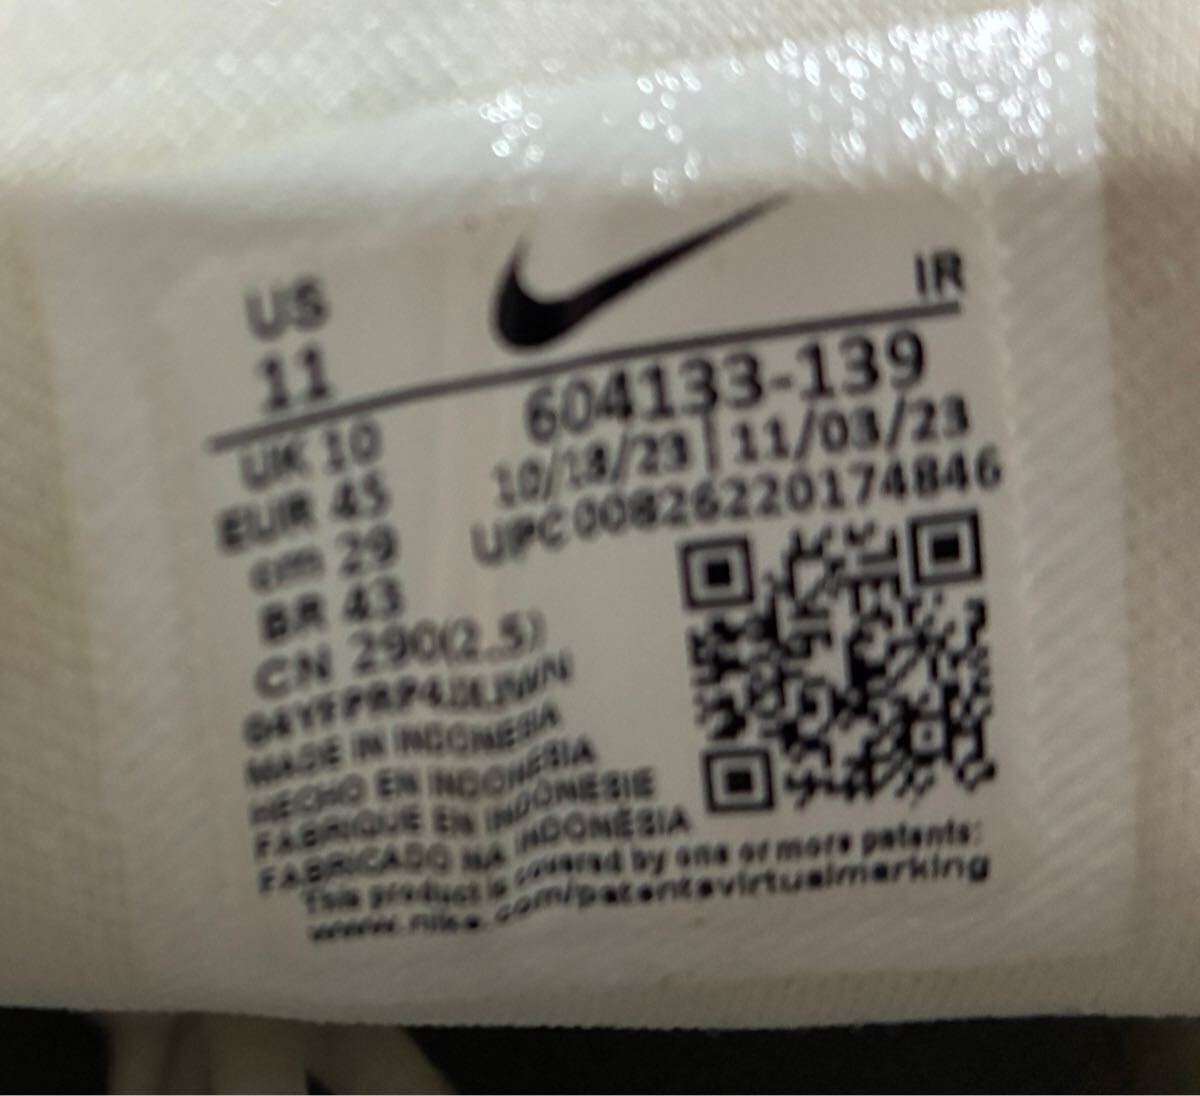 US
11
IR
604133-139
10/18/23 | 11/03/23
UPC 00826220174846
UK 10
EUR 45
cm 29
BR 43
CN 290(2.5)
MADE IN INDONESIA
HECHO EN INDONESIA
FABRIQUE EN INDONESIE
FABRICADO NA INDONÉSIA
This product is covered by one or more patents:
www.nike.com/patentsvirtualmarking